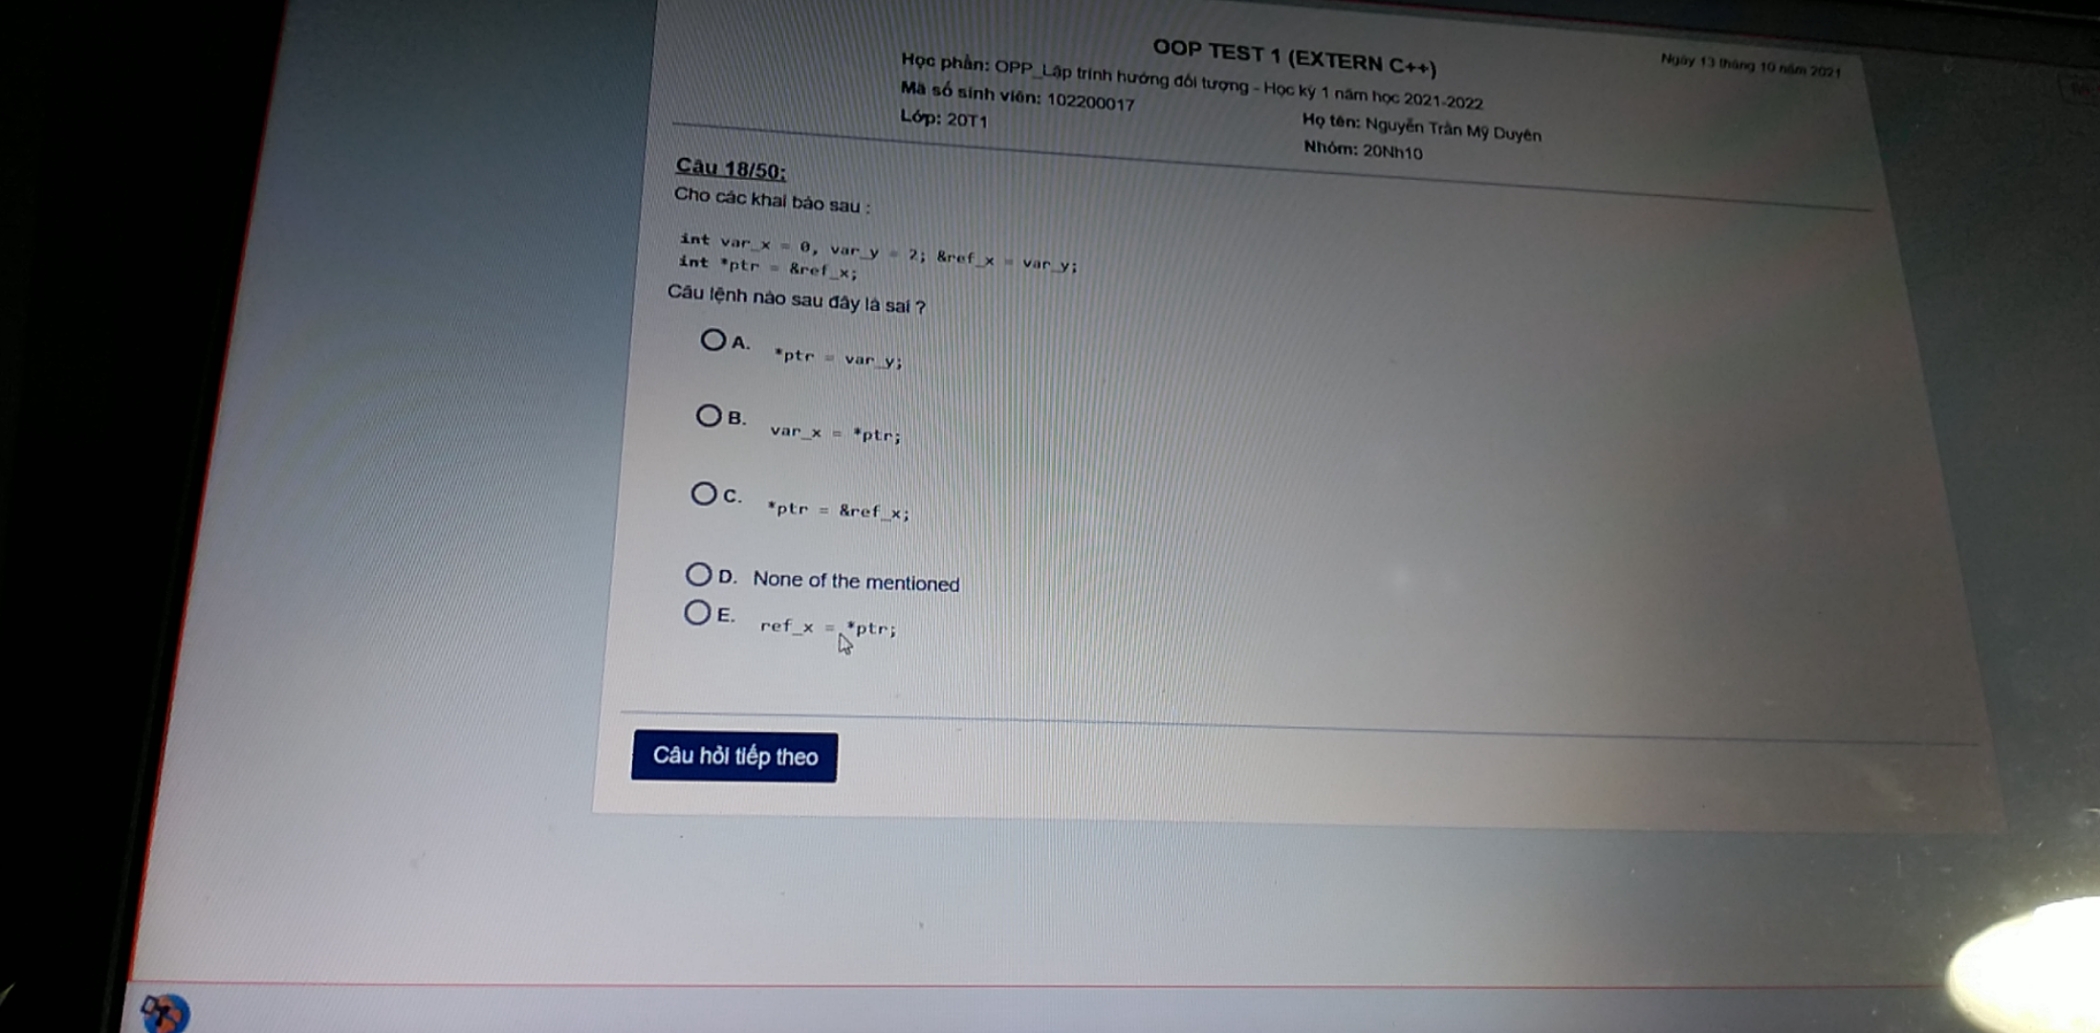 OOP TEST 1 (EXTERN C++)
Ngày 13 tháng 10 năm 2021
Học phần: OPP_Lập trình hướng đối tượng - Học kỳ 1 năm học 2021-2022
Mã số sinh viên: 102200017
Họ tên: Nguyễn Trần Mỹ Duyên
Lớp: 20T1
Nhóm: 20Nh10
Câu 18/50:
Cho các khai báo sau :
int var_x = 0, var_y = 2; &ref_x = var_y;
int *ptr = &ref_x;
Câu lệnh nào sau đây là sai ?
A. *ptr = var_y;
B. var_x = *ptr;
C. *ptr = &ref_x;
D. None of the mentioned
E. ref_x = *ptr;
Câu hỏi tiếp theo